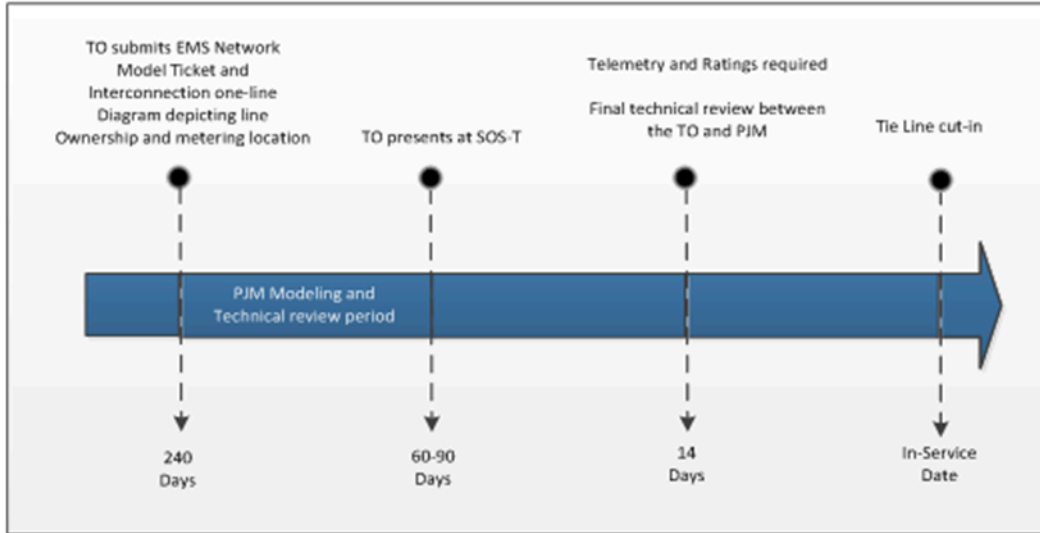 TO submits EMS Network
Model Ticket and
Interconnection one-line
Diagram depicting line
Ownership and metering location
TO presents at SOS-T
Telemetry and Ratings required
Final technical review between
the TO and PJM
Tie Line cut-in
PJM Modeling and
Technical review period
240
Days
60-90
Days
14
Days
In-Service
Date